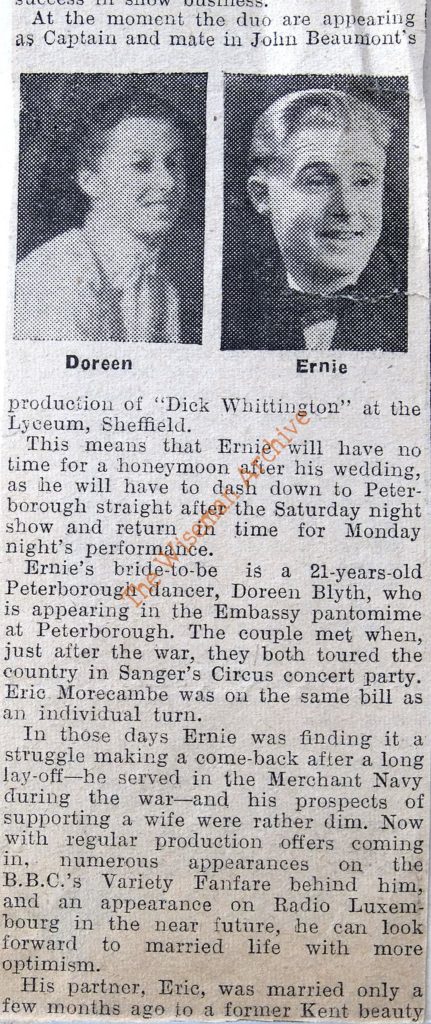 success in show business.
At the moment the duo are appearing
as Captain and mate in John Beaumont's
Doreen
Ernie
production of "Dick Whittington" at the
Lyceum, Sheffield.
This means that Ernie will have no
time for a honeymoon after his wedding,
as he will have to dash down to Peter-
borough straight after the Saturday night
show and return in time for Monday
night's performance.
Ernie's bride-to-be is a 21-years-old
Peterborough dancer, Doreen Blyth, who
is appearing in the Embassy pantomime
at Peterborough. The couple met when,
just after the war, they both toured the
country in Sanger's Circus concert party.
Eric Morecambe was on the same bill as
an individual turn.
In those days Ernie was finding it a
struggle making a come-back after a long
lay-off—he served in the Merchant Navy
during the war—and his prospects of
supporting a wife were rather dim. Now
with regular production offers coming
in, numerous appearances on the
B.B.C.'s Variety Fanfare behind him,
and an appearance on Radio Luxem-
bourg in the near future, he can look
forward to married life with more
optimism.
His partner, Eric, was married only a
few months ago to a former Kent beauty
The Wiseman Archive